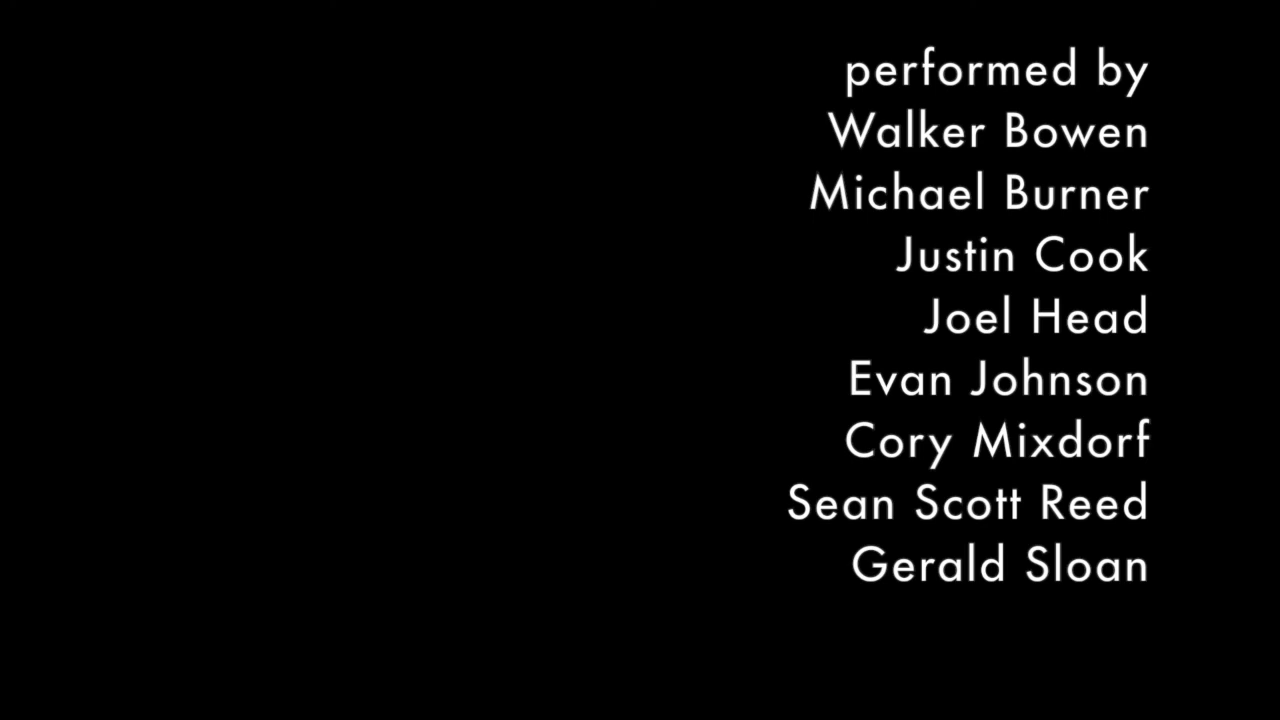 performed by
Walker Bowen
Michael Burner
Justin Cook
Joel Head
Evan Johnson
Cory Mixdorf
Sean Scott Reed
Gerald Sloan